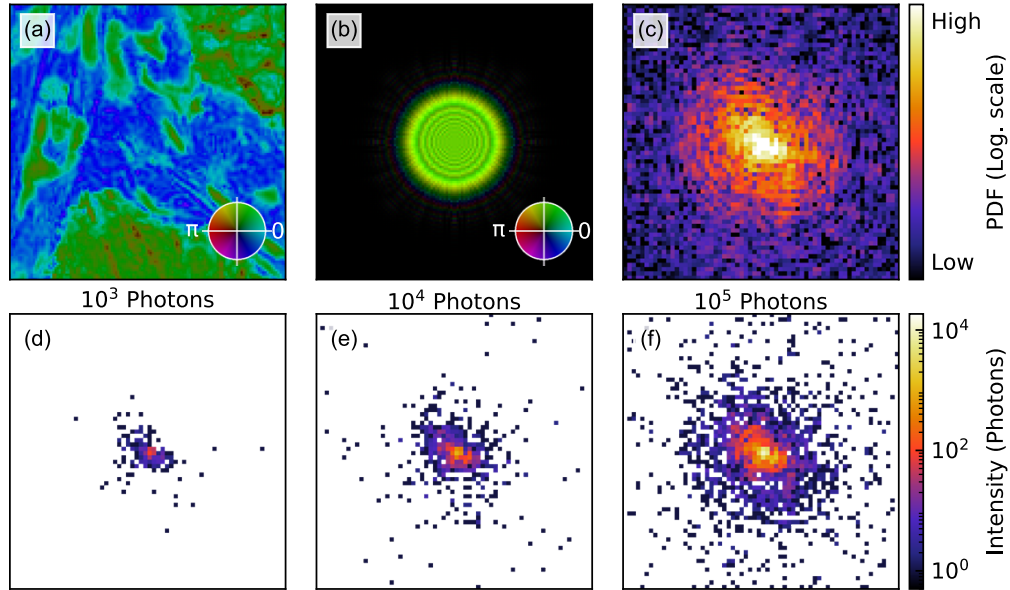 (a)
(b)
(c)
High
PDF (Log. scale)
Low
π 0
π 0
10³ Photons
10⁴ Photons
10⁵ Photons
(d)
(e)
(f)
10⁴
10²
10⁰
Intensity (Photons)